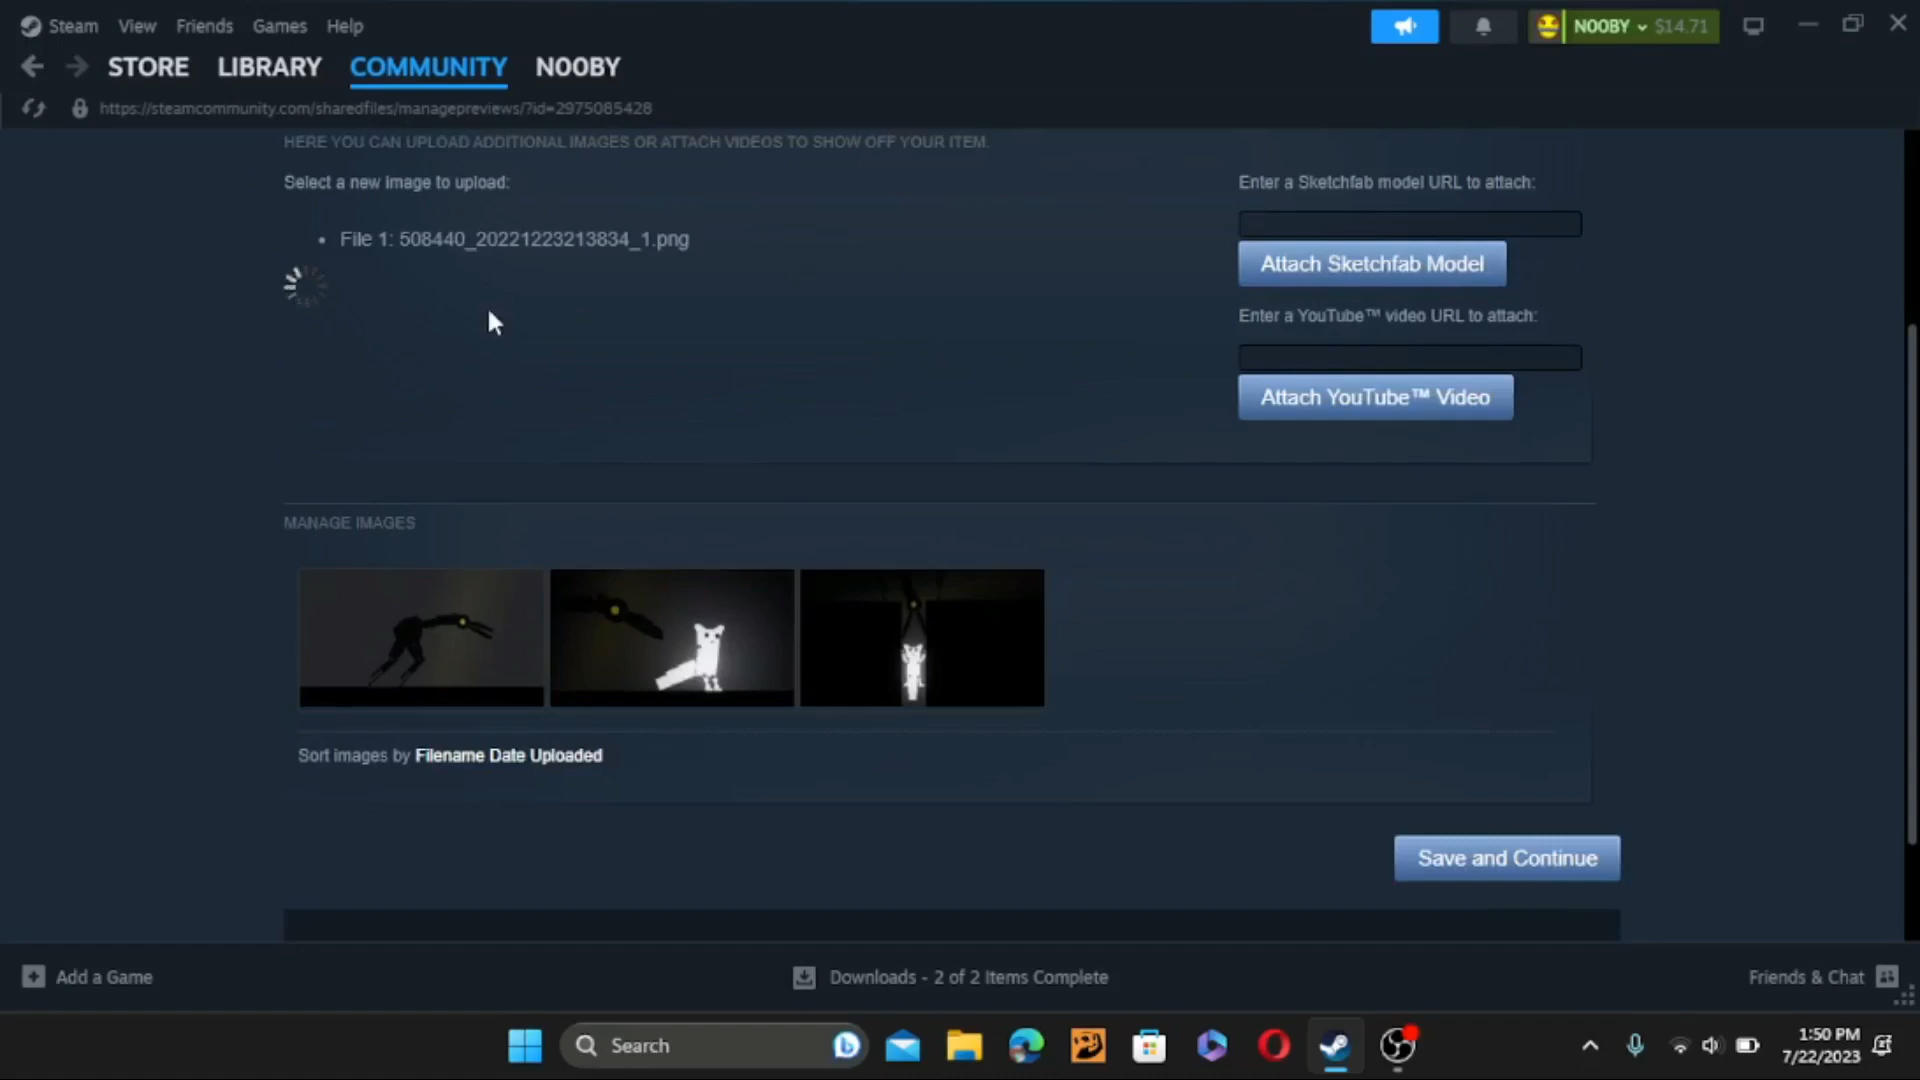 Steam View Friends Games Help
N00BY $14.71
STORE LIBRARY COMMUNITY N00BY
https://steamcommunity.com/sharedfiles/managepreviews/?id=2975085428
HERE YOU CAN UPLOAD ADDITIONAL IMAGES OR ATTACH VIDEOS TO SHOW OFF YOUR ITEM.
Select a new image to upload:
Enter a Sketchfab model URL to attach:
File 1: 508440_20221223213834_1.png
Attach Sketchfab Model
Enter a YouTube™ video URL to attach:
Attach YouTube™ Video
MANAGE IMAGES
Sort images by Filename Date Uploaded
Save and Continue
Add a Game
Downloads - 2 of 2 Items Complete
Friends & Chat
Search
1:50 PM
7/22/2023